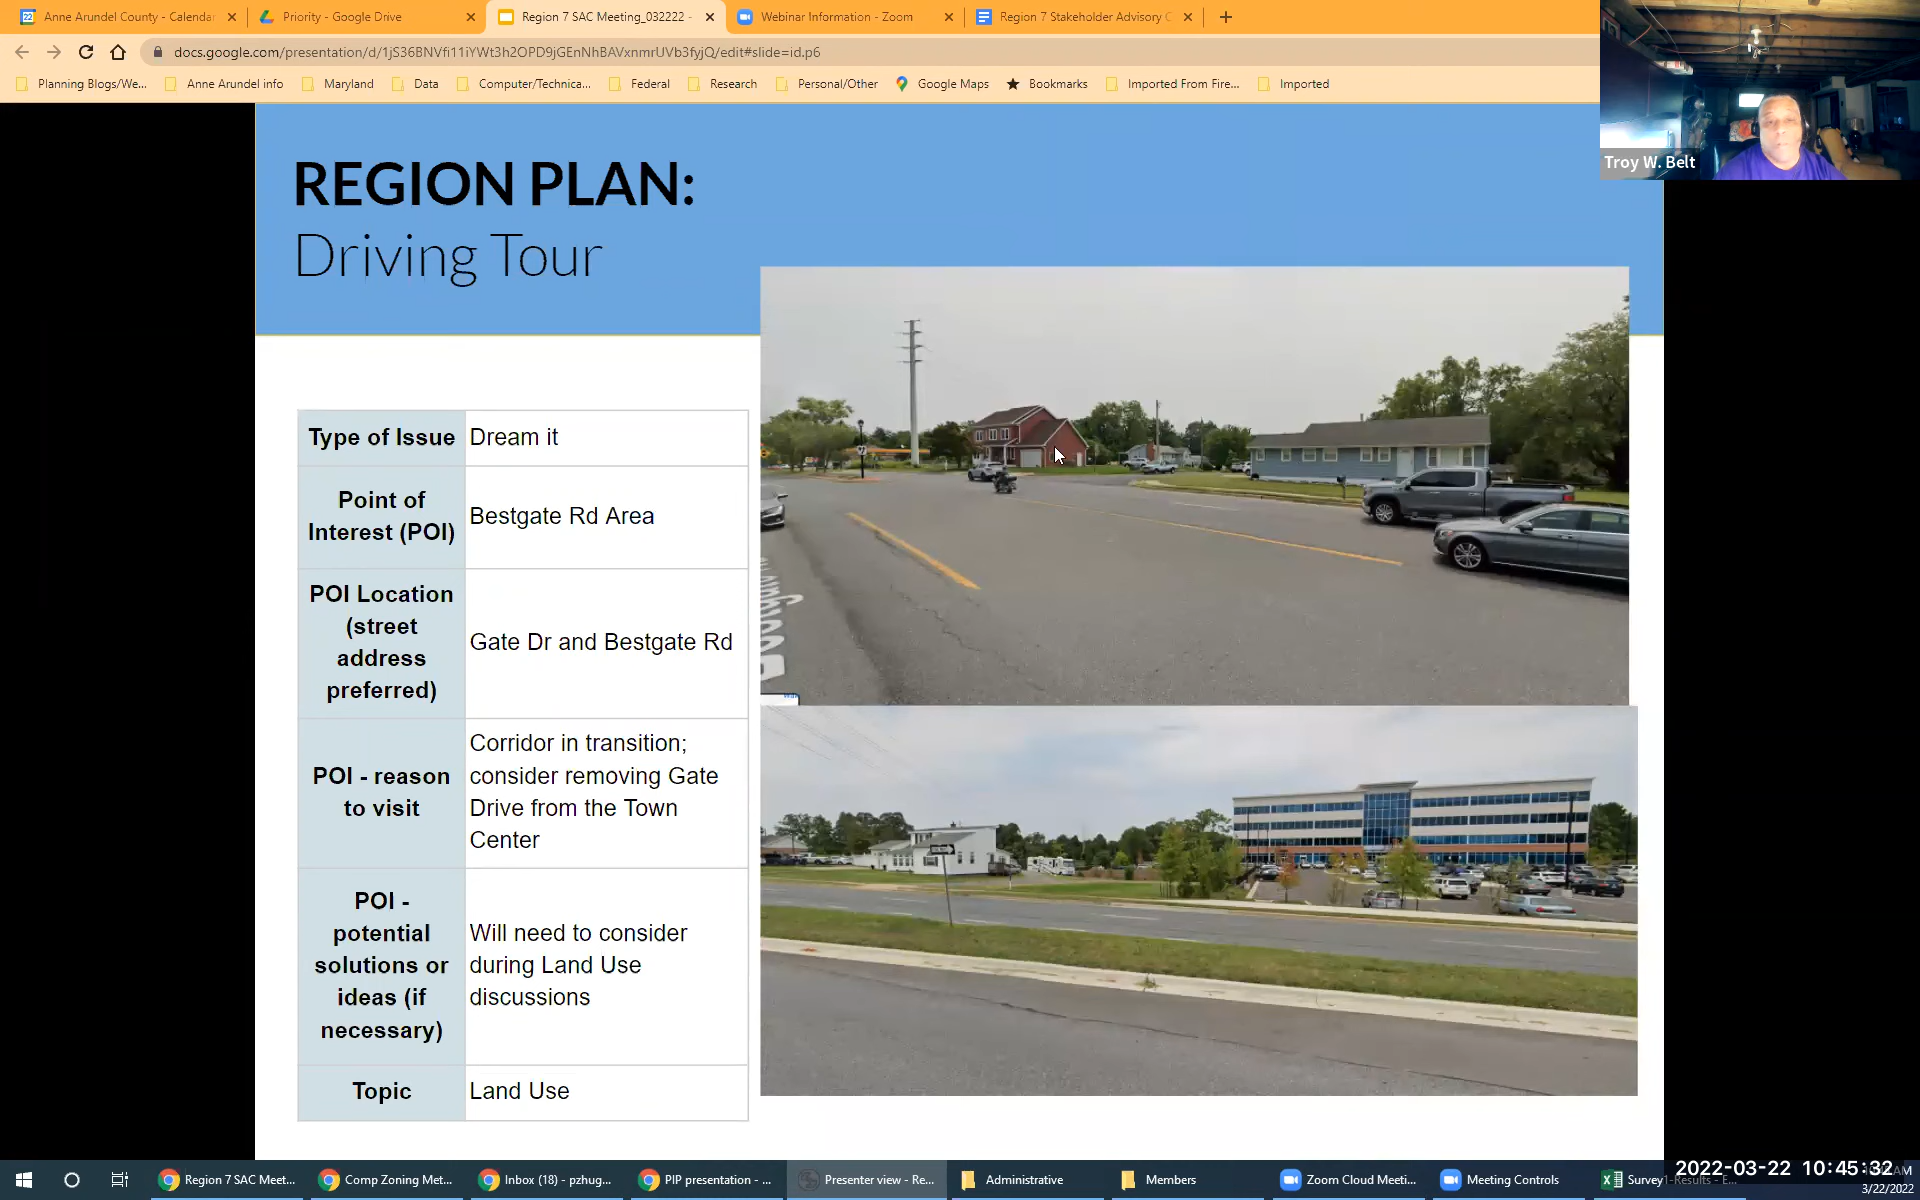 Anne Arundel County - Calenda
Priority - Google Drive
Region 7 SAC Meeting_032222 -
Webinar Information - Zoom
Region 7 Stakeholder Advisory C
docs.google.com/presentation/d/1jS36BNVfi11iYWt3h2OPD9jGEnNhBAVxnmrUVb3fyjQ/edit#slide=id.p6
Planning Blogs/We...
Anne Arundel info
Maryland
Data
Computer/Technica...
Federal
Research
Personal/Other
Google Maps
Bookmarks
Imported From Fire...
Imported
Troy W. Belt
REGION PLAN:
Driving Tour
Type of Issue
Dream it
Point of
Interest (POI)
Bestgate Rd Area
POI Location
(street
address
preferred)
Gate Dr and Bestgate Rd
POI - reason
to visit
Corridor in transition;
consider removing Gate
Drive from the Town
Center
POI -
potential
solutions or
ideas (if
necessary)
Will need to consider
during Land Use
discussions
Topic
Land Use
Region 7 SAC Meet...
Comp Zoning Met...
Inbox (18) - pzhug...
PIP presentation - ...
Presenter view - Re...
Administrative
Members
Zoom Cloud Meeti...
Meeting Controls
Survey1-Results - E...
2022-03-22 10:45:32
AM
3/22/2022